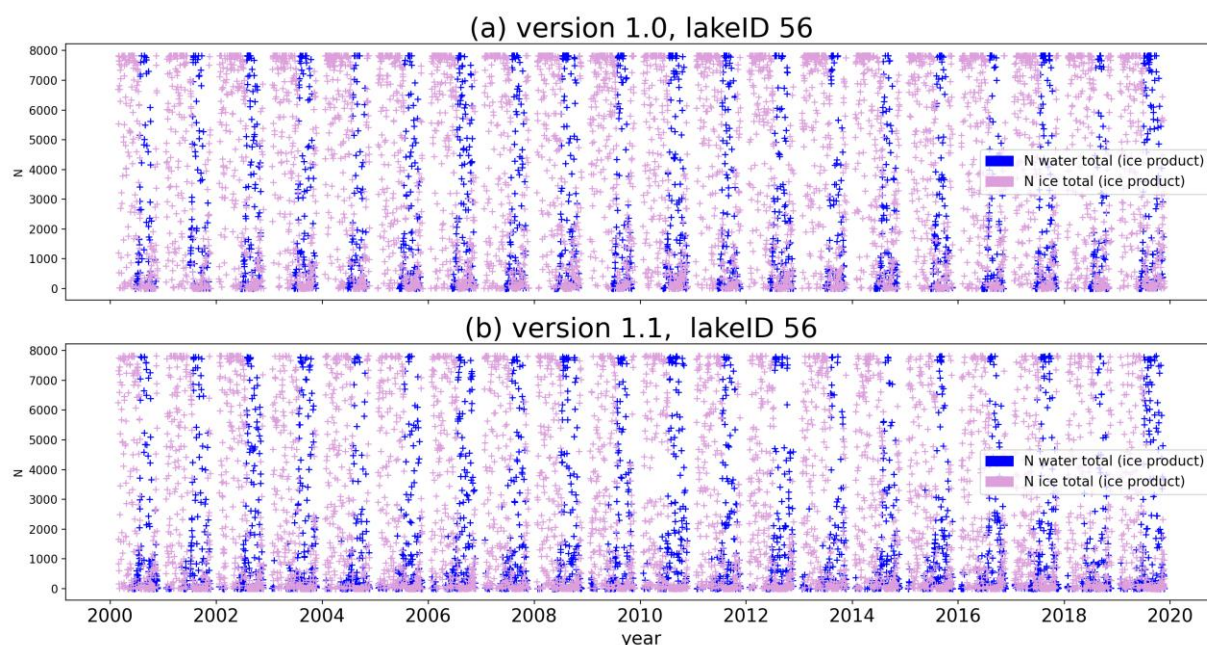 (a) version 1.0, lakeID 56
8000
7000
6000
5000
4000
3000
2000
1000
0
N
N water total (ice product)
N ice total (ice product)
(b) version 1.1, lakeID 56
8000
7000
6000
5000
4000
3000
2000
1000
0
N
N water total (ice product)
N ice total (ice product)
2000 2002 2004 2006 2008 2010 2012 2014 2016 2018 2020
year